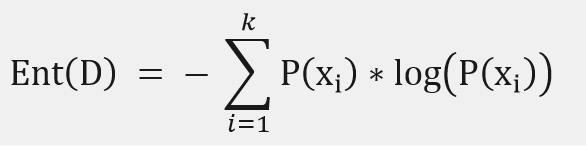 Ent(D) = − ∑_{i=1}^{k} P(x_i) ∗ log(P(x_i))